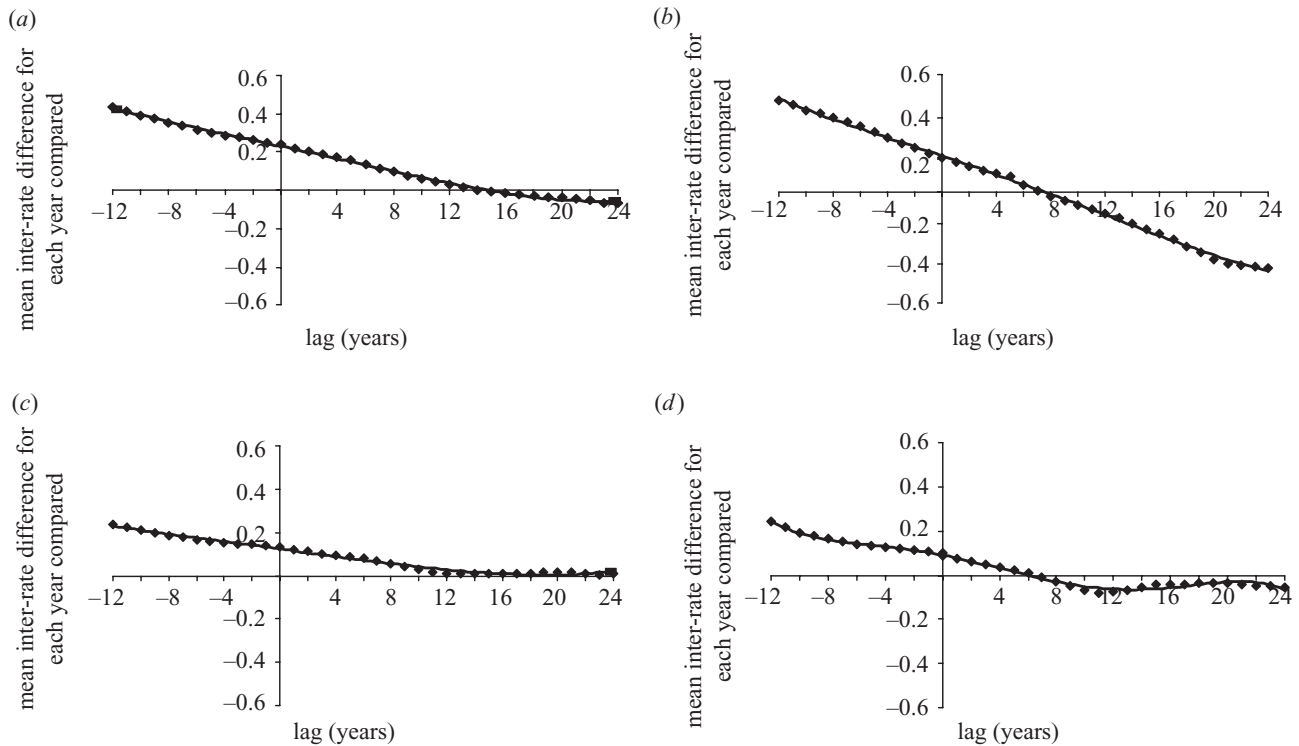 (a)
mean inter-rate difference for
each year compared
0.6
0.4
0.2
−12 −8 −4 4 8 12 16 20 24
−0.2
−0.4
−0.6
lag (years)
(b)
mean inter-rate difference for
each year compared
0.6
0.4
0.2
−12 −8 −4 4 8 12 16 20 24
−0.2
−0.4
−0.6
lag (years)
(c)
mean inter-rate difference for
each year compared
0.6
0.4
0.2
−12 −8 −4 4 8 12 16 20 24
−0.2
−0.4
−0.6
lag (years)
(d)
mean inter-rate difference for
each year compared
0.6
0.4
0.2
−12 −8 −4 4 8 12 16 20 24
−0.2
−0.4
−0.6
lag (years)